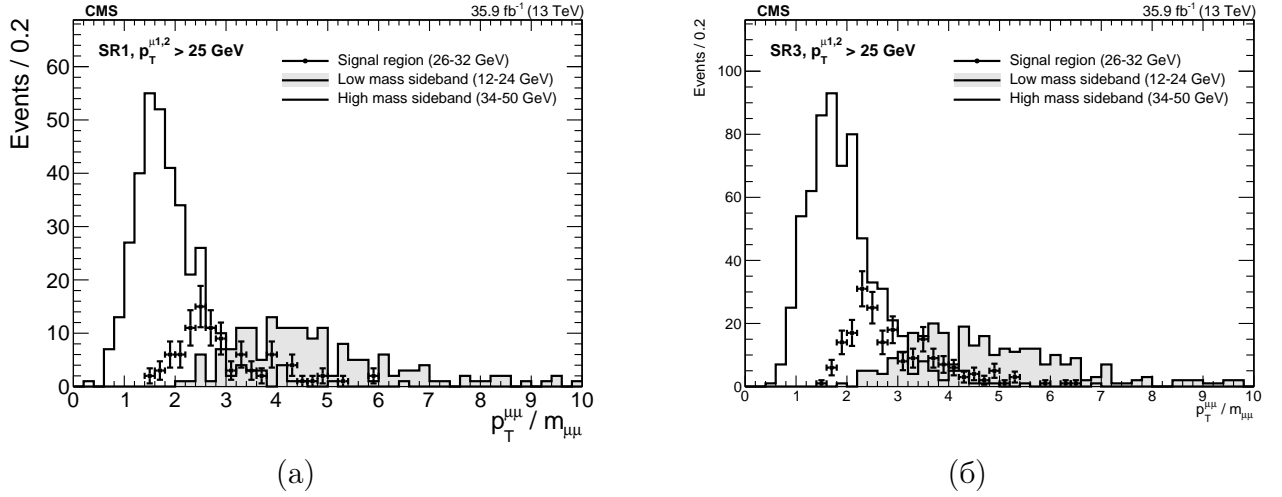 CMS 35.9 fb⁻¹ (13 TeV)
SR1, p_T^{μ1,2} > 25 GeV
Signal region (26-32 GeV)
Low mass sideband (12-24 GeV)
High mass sideband (34-50 GeV)
Events / 0.2
60
50
40
30
20
10
0
0 1 2 3 4 5 6 7 8 9 10
p_T^{μμ} / m_{μμ}
(а)
CMS 35.9 fb⁻¹ (13 TeV)
SR3, p_T^{μ1,2} > 25 GeV
Signal region (26-32 GeV)
Low mass sideband (12-24 GeV)
High mass sideband (34-50 GeV)
Events / 0.2
100
80
60
40
20
0
0 1 2 3 4 5 6 7 8 9 10
p_T^{μμ} / m_{μμ}
(б)